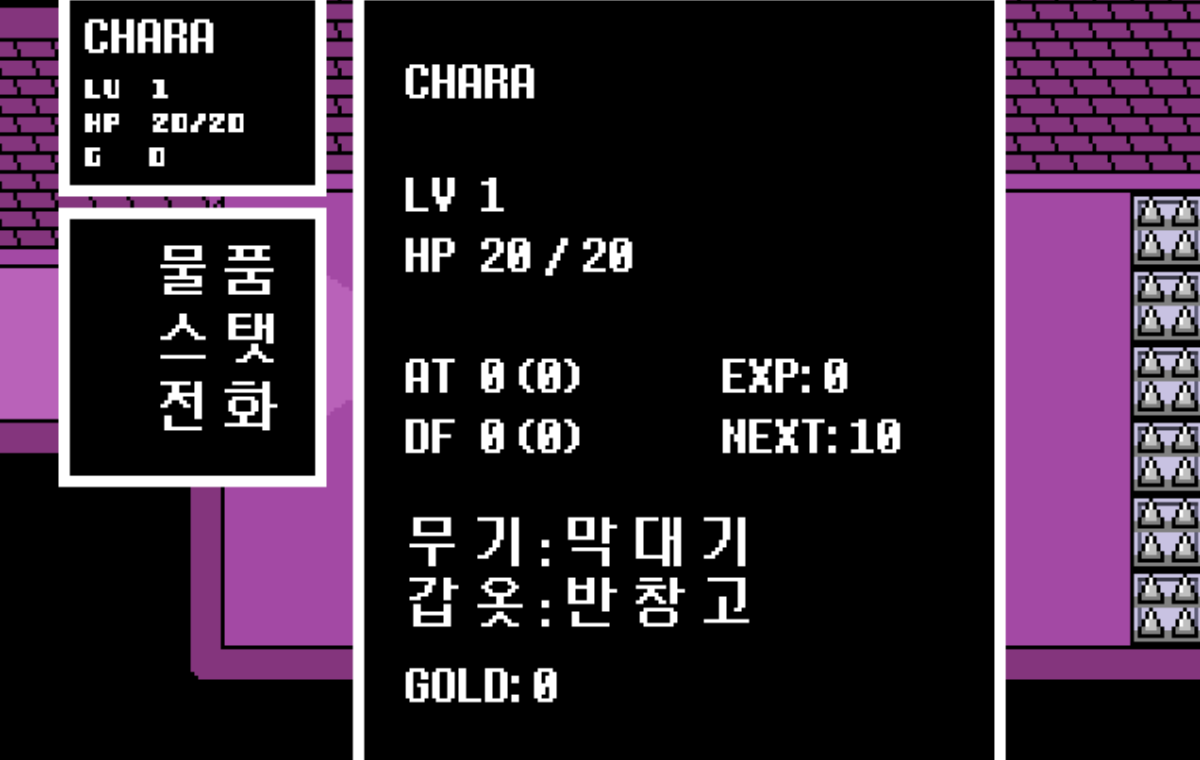 CHARA
LV 1
HP 20/20
G 0
물품
스탯
전화
CHARA
LV 1
HP 20/20
AT 0(0) EXP:0
DF 0(0) NEXT:10
무기:막대기
갑옷:반창고
GOLD:0